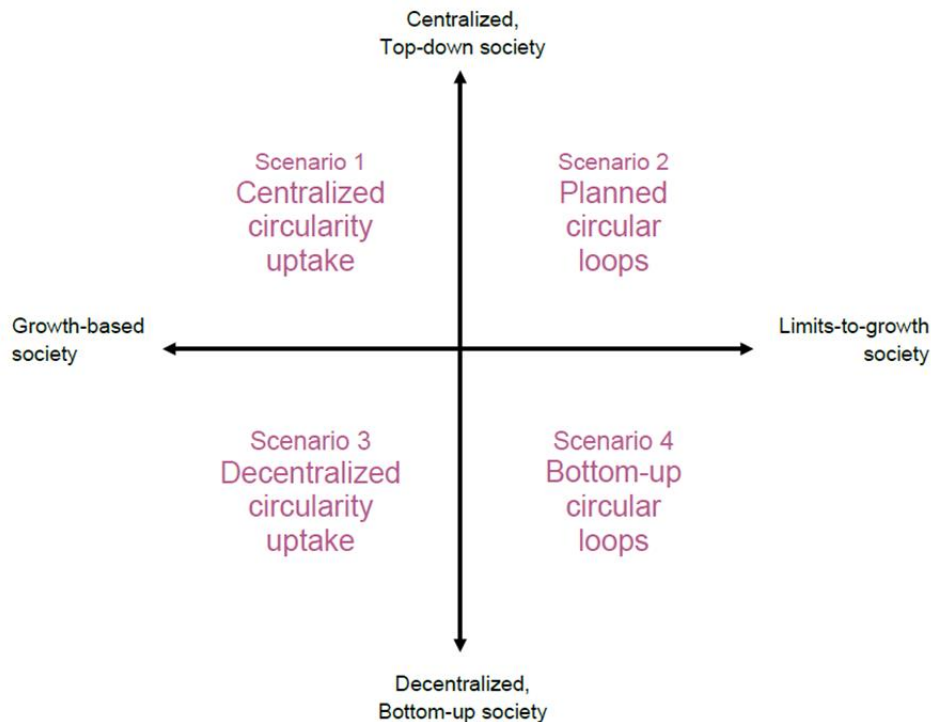 Centralized,
Top-down society
Scenario 1
Centralized
circularity
uptake
Scenario 2
Planned
circular
loops
Growth-based
society
Limits-to-growth
society
Scenario 3
Decentralized
circularity
uptake
Scenario 4
Bottom-up
circular
loops
Decentralized,
Bottom-up society